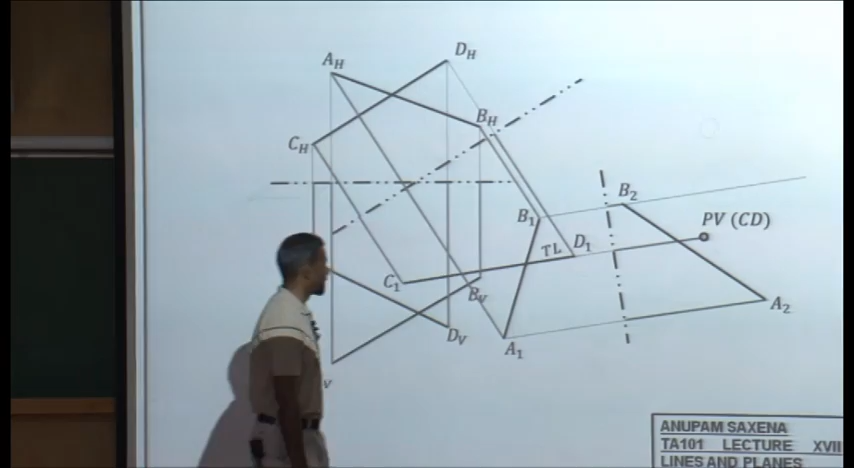 D_H
A_H
B_H
C_H
B_2
B_1
PV (CD)
TL D_1
C_1
B_V
A_2
D_V
A_1
V
ANUPAM SAXENA
TA101 LECTURE XVIII
LINES AND PLANES